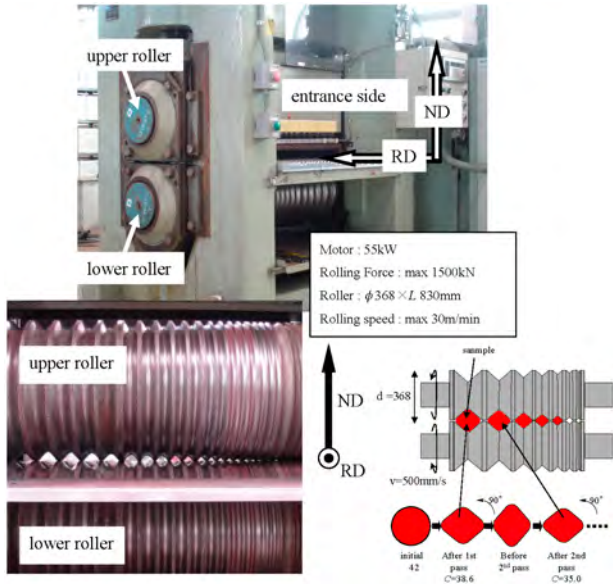 upper roller
entrance side
ND
RD
lower roller
Motor : 55kW
Rolling Force : max 1500kN
Roller : ϕ368 × L 830mm
Rolling speed : max 30m/min
upper roller
ND
RD
lower roller
sanmple
d =368
v=500mm/s
90°
90°
initial
42
After 1st
pass
C=38.6
Before
2nd pass
After 2nd
pass
C=35.0